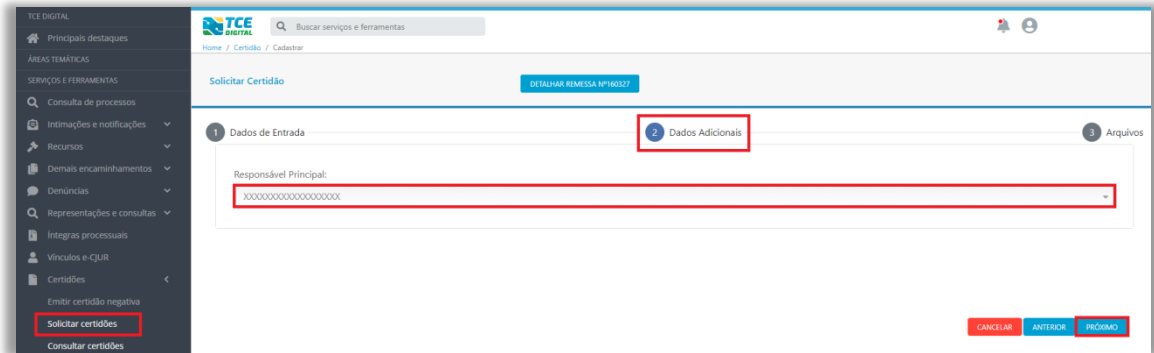 TCE DIGITAL
Principais destaques
ÁREAS TEMÁTICAS
SERVIÇOS E FERRAMENTAS
Consulta de processos
Intimações e notificações
Recursos
Demais encaminhamentos
Denúncias
Representações e consultas
Íntegras processuais
Vínculos e-CJUR
Certidões
Emitir certidão negativa
Solicitar certidões
Consultar certidões
TCE
DIGITAL
Buscar serviços e ferramentas
Home / Certidão / Cadastrar
Solicitar Certidão
DETALHAR REMESSA Nº160327
1 Dados de Entrada
2 Dados Adicionais
3 Arquivos
Responsável Principal:
XXXXXXXXXXXXXXXXXX
CANCELAR ANTERIOR PRÓXIMO